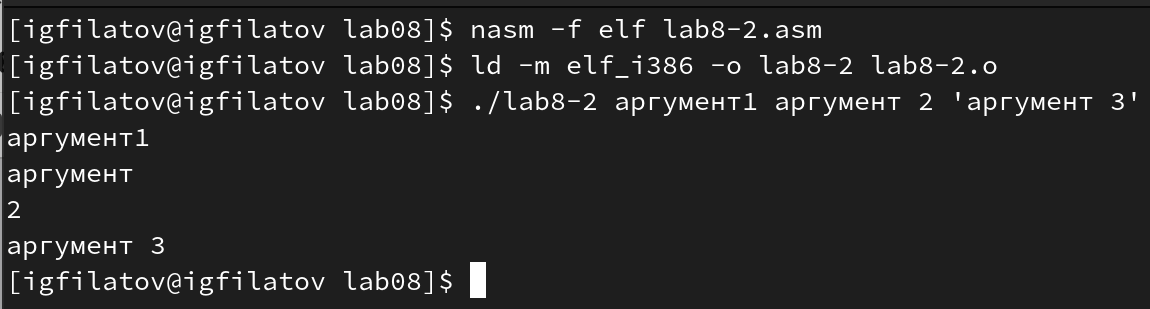 [igfilatov@igfilatov lab08]$ nasm -f elf lab8-2.asm
[igfilatov@igfilatov lab08]$ ld -m elf_i386 -o lab8-2 lab8-2.o
[igfilatov@igfilatov lab08]$ ./lab8-2 аргумент1 аргумент 2 'аргумент 3'
аргумент1
аргумент
2
аргумент 3
[igfilatov@igfilatov lab08]$